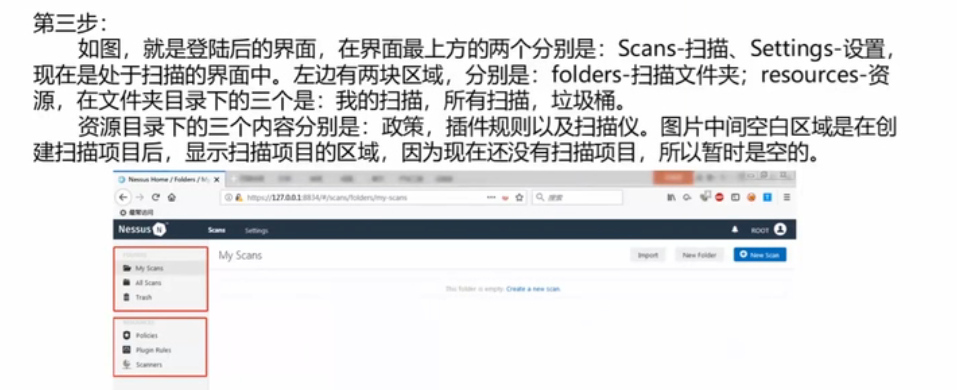 第三步：
如图，就是登陆后的界面，在界面最上方的两个分别是：Scans-扫描、Settings-设置，
现在是处于扫描的界面中。左边有两块区域，分别是：folders-扫描文件夹；resources-资
源，在文件夹目录下的三个是：我的扫描，所有扫描，垃圾桶。
资源目录下的三个内容分别是：政策，插件规则以及扫描仪。图片中间空白区域是在创
建扫描项目后，显示扫描项目的区域，因为现在还没有扫描项目，所以暂时是空的。
Nessus Home / Folders / My
https://127.0.0.1:8834/#/scans/folders/my-scans
搜索
最常访问
Nessus N
Scans
Settings
ROOT
My Scans
Import
New Folder
New Scan
My Scans
All Scans
Trash
This folder is empty. Create a new scan.
Policies
Plugin Rules
Scanners